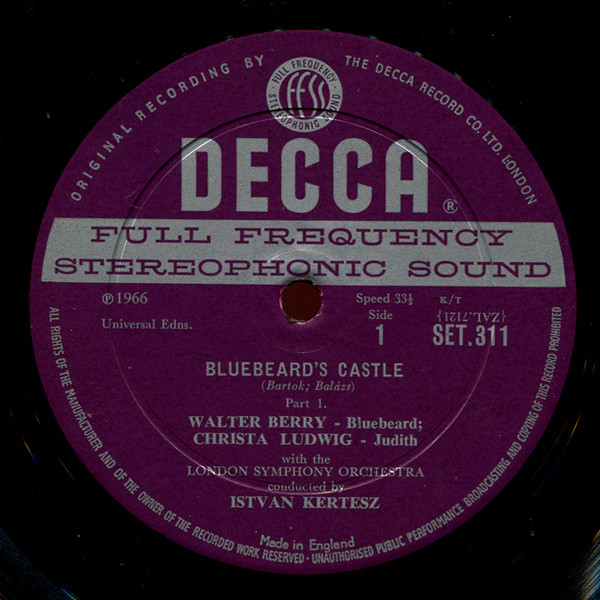 ORIGINAL RECORDING BY THE DECCA RECORD CO. LTD. LONDON
FULL FREQUENCY
FFSS
STEREOPHONIC SOUND
DECCA ®
FULL FREQUENCY
STEREOPHONIC SOUND
℗ 1966 Speed 33⅓ K/T
Universal Edns. Side {ZAL.7121}
1 SET.311
BLUEBEARD'S CASTLE
(Bartok; Balázs)
Part 1.
WALTER BERRY - Bluebeard;
CHRISTA LUDWIG - Judith
with the
LONDON SYMPHONY ORCHESTRA
conducted by
ISTVAN KERTESZ
Made in England
ALL RIGHTS OF THE MANUFACTURER AND OF THE OWNER OF THE RECORDED WORK RESERVED · UNAUTHORISED PUBLIC PERFORMANCE BROADCASTING AND COPYING OF THIS RECORD PROHIBITED